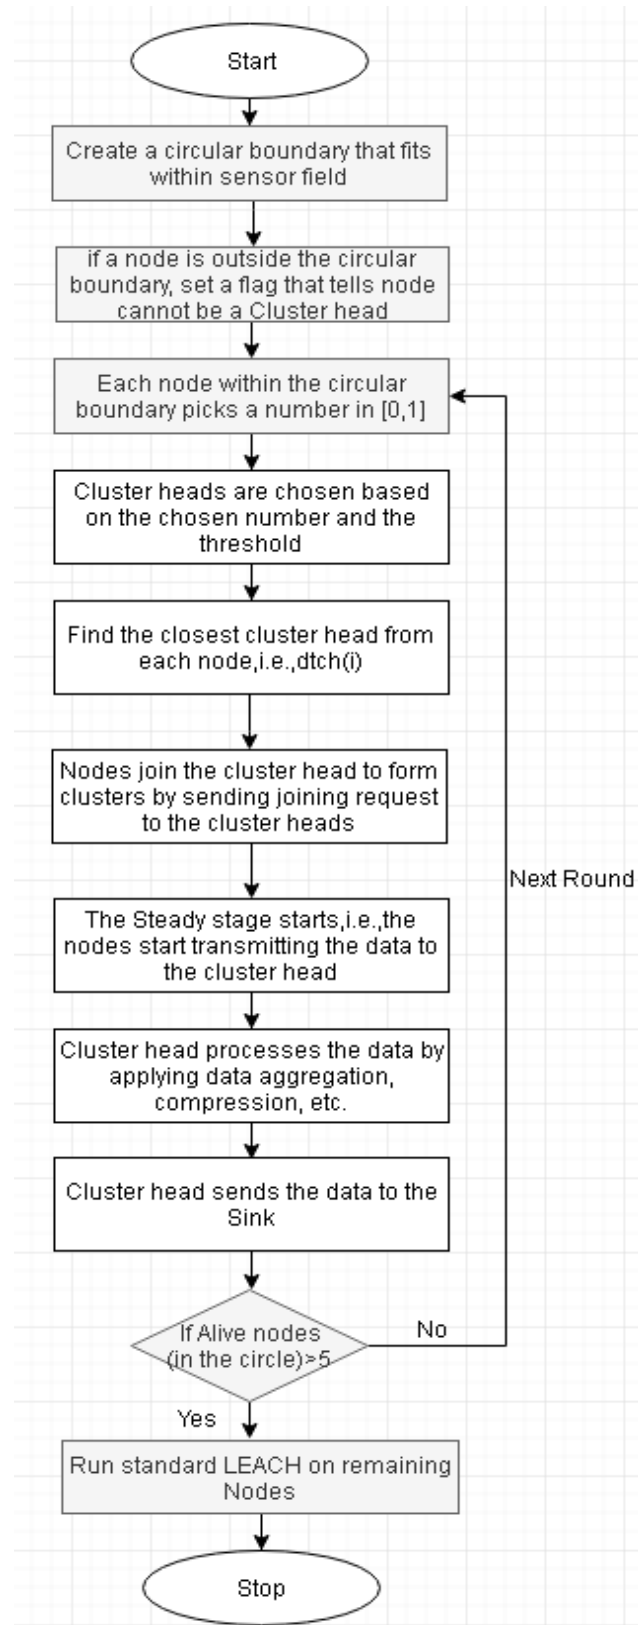 Start
Create a circular boundary that fits
within sensor field
if a node is outside the circular
boundary, set a flag that tells node
cannot be a Cluster head
Each node within the circular
boundary picks a number in [0,1]
Cluster heads are chosen based
on the chosen number and the
threshold
Find the closest cluster head from
each node,i.e.,dtch(i)
Nodes join the cluster head to form
clusters by sending joining request
to the cluster heads
Next Round
The Steady stage starts,i.e.,the
nodes start transmitting the data to
the cluster head
Cluster head processes the data by
applying data aggregation,
compression, etc.
Cluster head sends the data to the
Sink
If Alive nodes
(in the circle)>5
No
Yes
Run standard LEACH on remaining
Nodes
Stop